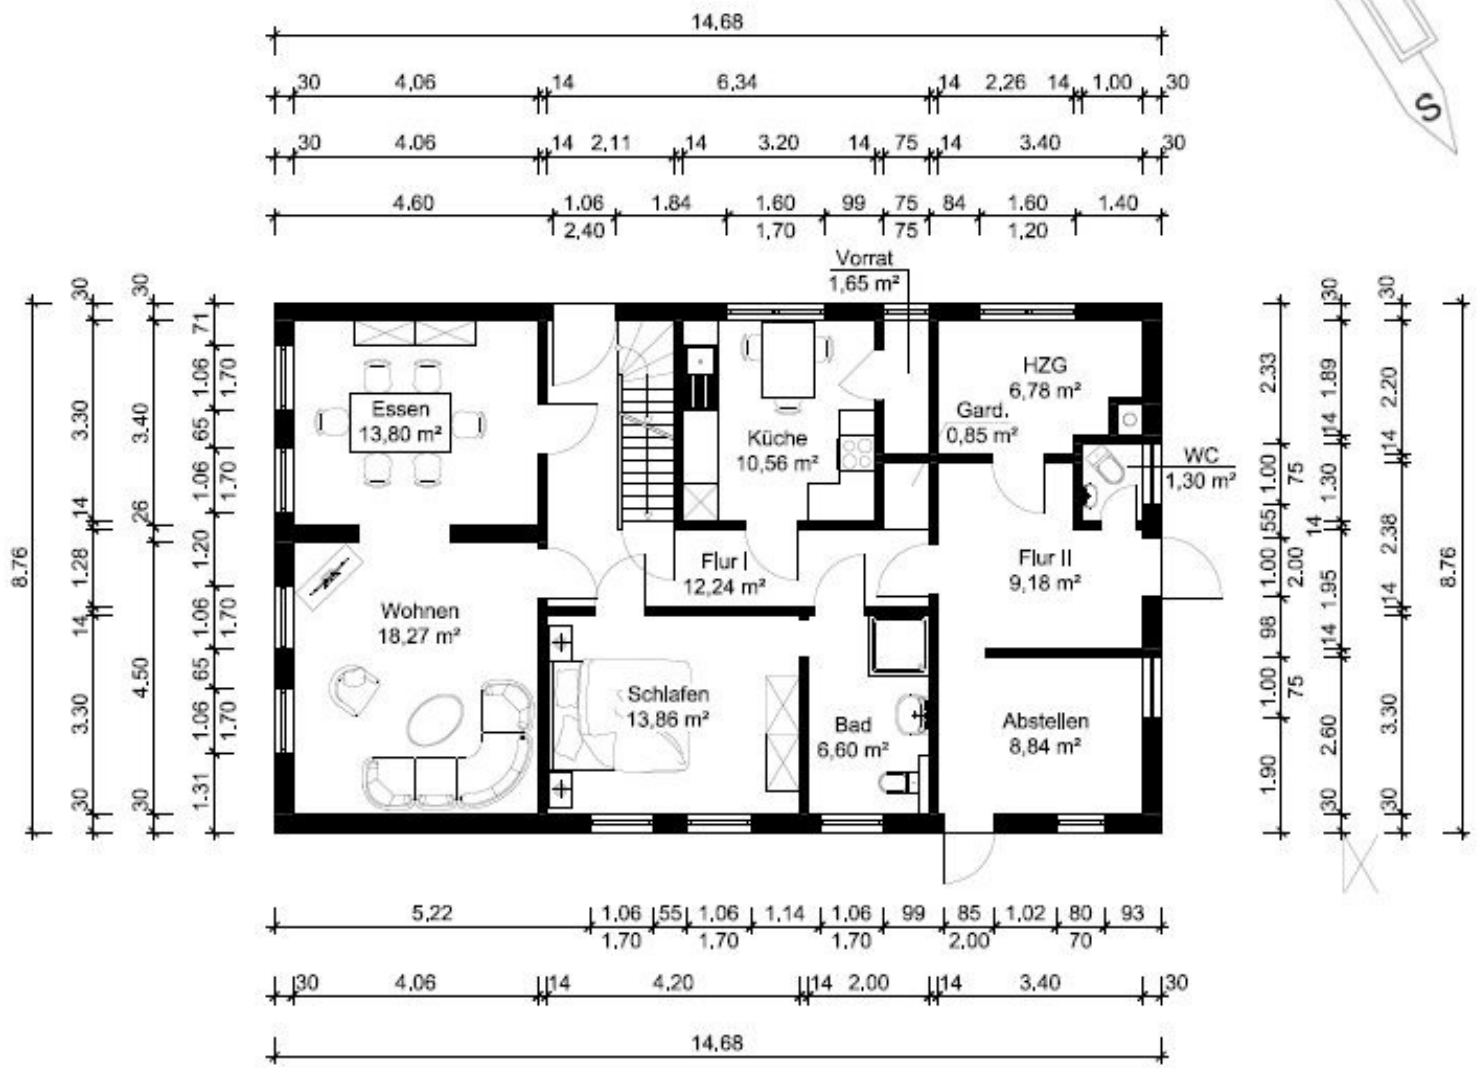 14,68
30 4,06 14 6,34 14 2,26 14 1,00 30
30 4.06 14 2,11 14 3.20 14 75 14 3.40 30
4.60 1.06 1.84 1.60 99 75 84 1.60 1.40
2,40 1,70 75 1,20
S
Vorrat
1,65 m²
HZG
6,78 m²
Gard.
0,85 m²
Essen
13,80 m²
Küche
10,56 m²
WC
1,30 m²
Flur I
12,24 m²
Flur II
9,18 m²
Wohnen
18,27 m²
Schlafen
13,86 m²
Bad
6,60 m²
Abstellen
8,84 m²
8.76
30 3.30 14 1.28 14 3.30 30
30 3.40 26 4.50 30
71 1.06 65 1.06 1.20 1.06 65 1.06 1.31
1.70 1.70 1.70 1.70
2.33 1.00 55 1.00 98 1.00 1.90
75 2.00 75
30 1.89 14 1.30 14 1.95 14 2.60 30
30 2.20 14 2.38 14 3.30 30
8.76
5,22 1.06 55 1.06 1.14 1.06 99 85 1.02 80 93
1,70 1,70 1,70 2.00 70
30 4.06 14 4,20 14 2,00 14 3,40 30
14,68